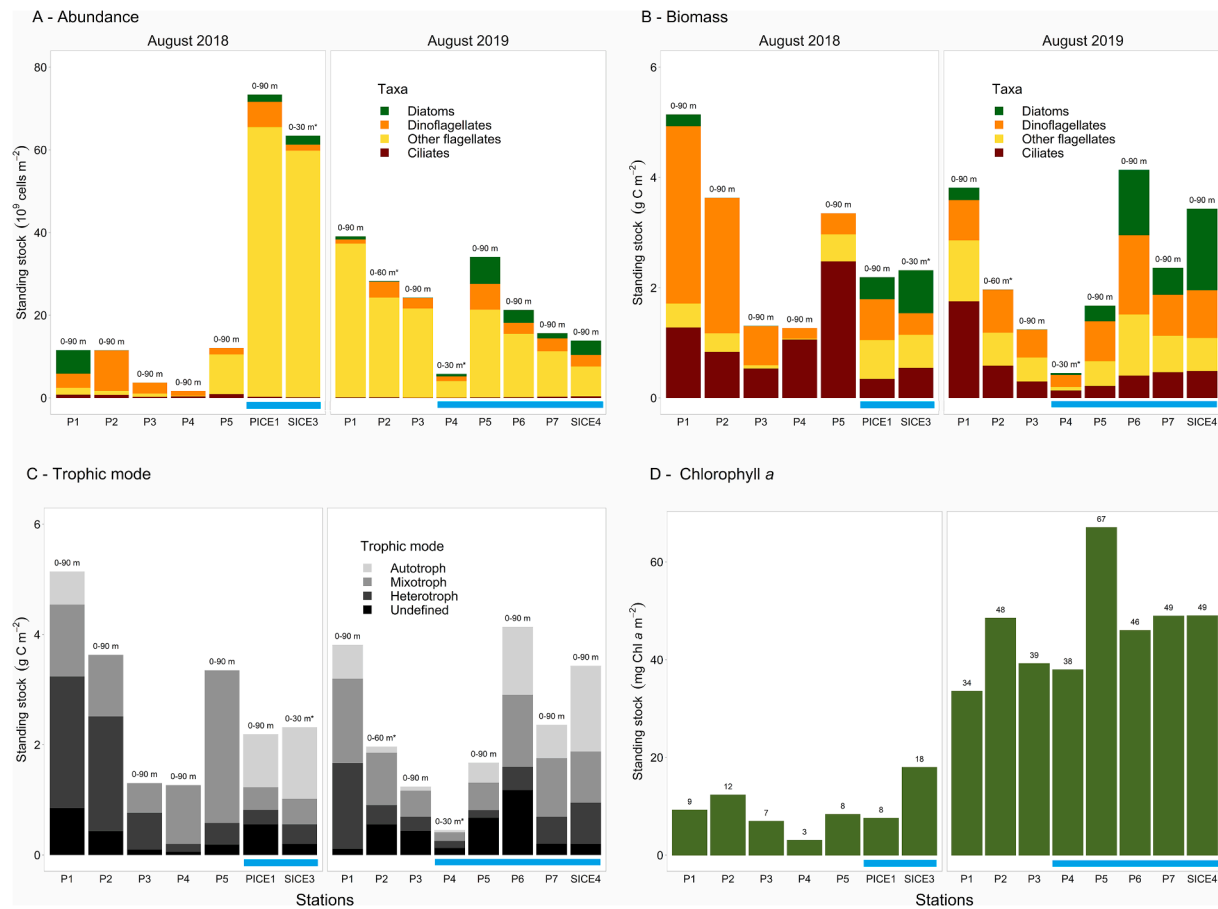 A - Abundance
August 2018
August 2019
Standing stock (10⁹ cells m⁻²)
80
60
40
20
0
0-90 m
0-90 m
0-90 m
0-90 m
0-90 m
0-90 m
0-30 m*
Taxa
Diatoms
Dinoflagellates
Other flagellates
Ciliates
0-90 m
0-60 m*
0-90 m
0-30 m*
0-90 m
0-90 m
0-90 m
0-90 m
P1 P2 P3 P4 P5 PICE1 SICE3
P1 P2 P3 P4 P5 P6 P7 SICE4
B - Biomass
August 2018
August 2019
Standing stock (g C m⁻²)
6
4
2
0
0-90 m
0-90 m
0-90 m
0-90 m
0-90 m
0-90 m
0-30 m*
Taxa
Diatoms
Dinoflagellates
Other flagellates
Ciliates
0-90 m
0-60 m*
0-90 m
0-30 m*
0-90 m
0-90 m
0-90 m
0-90 m
P1 P2 P3 P4 P5 PICE1 SICE3
P1 P2 P3 P4 P5 P6 P7 SICE4
C - Trophic mode
Standing stock (g C m⁻²)
6
4
2
0
0-90 m
0-90 m
0-90 m
0-90 m
0-90 m
0-90 m
0-30 m*
Trophic mode
Autotroph
Mixotroph
Heterotroph
Undefined
0-90 m
0-60 m*
0-90 m
0-30 m*
0-90 m
0-90 m
0-90 m
0-90 m
P1 P2 P3 P4 P5 PICE1 SICE3
P1 P2 P3 P4 P5 P6 P7 SICE4
Stations
D - Chlorophyll a
Standing stock (mg Chl a m⁻²)
60
40
20
0
9 12 7 3 8 8 18
34 48 39 38 67 46 49 49
P1 P2 P3 P4 P5 PICE1 SICE3
P1 P2 P3 P4 P5 P6 P7 SICE4
Stations